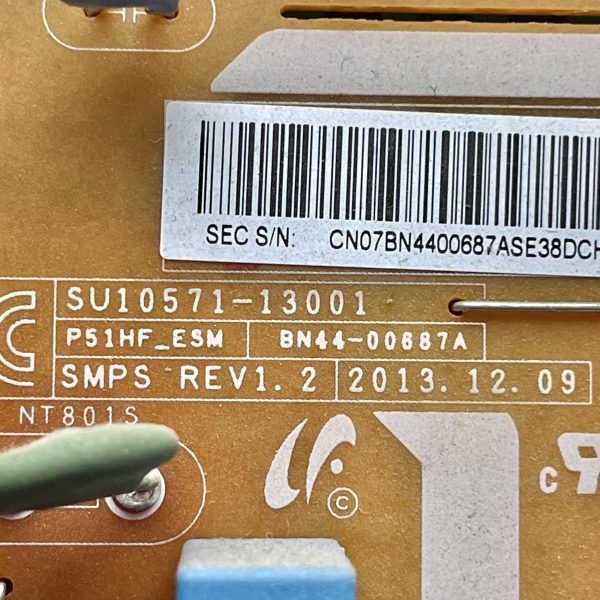 SEC S/N: CN07BN4400687ASE38DCH
SU10571-13001
P51HF_ESM BN44-00687A
SMPS REV1.2 2013.12.09
NT801S
©
c